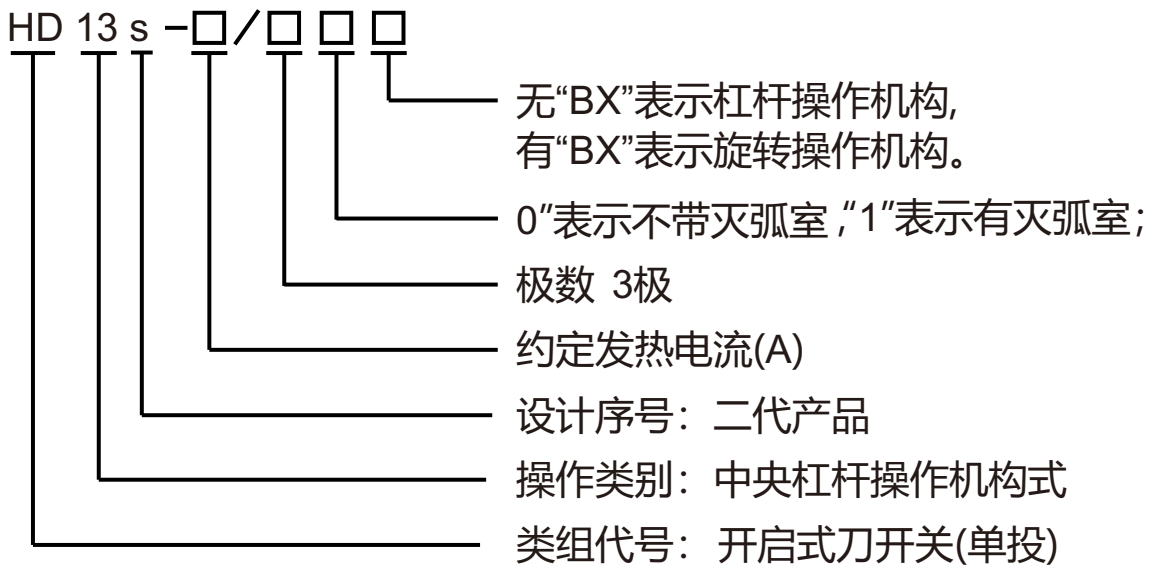 HD 13 s -□/□ □ □
无“BX”表示杠杆操作机构,
有“BX”表示旋转操作机构。
0"表示不带灭弧室,"1"表示有灭弧室;
极数 3极
约定发热电流(A)
设计序号：二代产品
操作类别：中央杠杆操作机构式
类组代号： 开启式刀开关(单投)